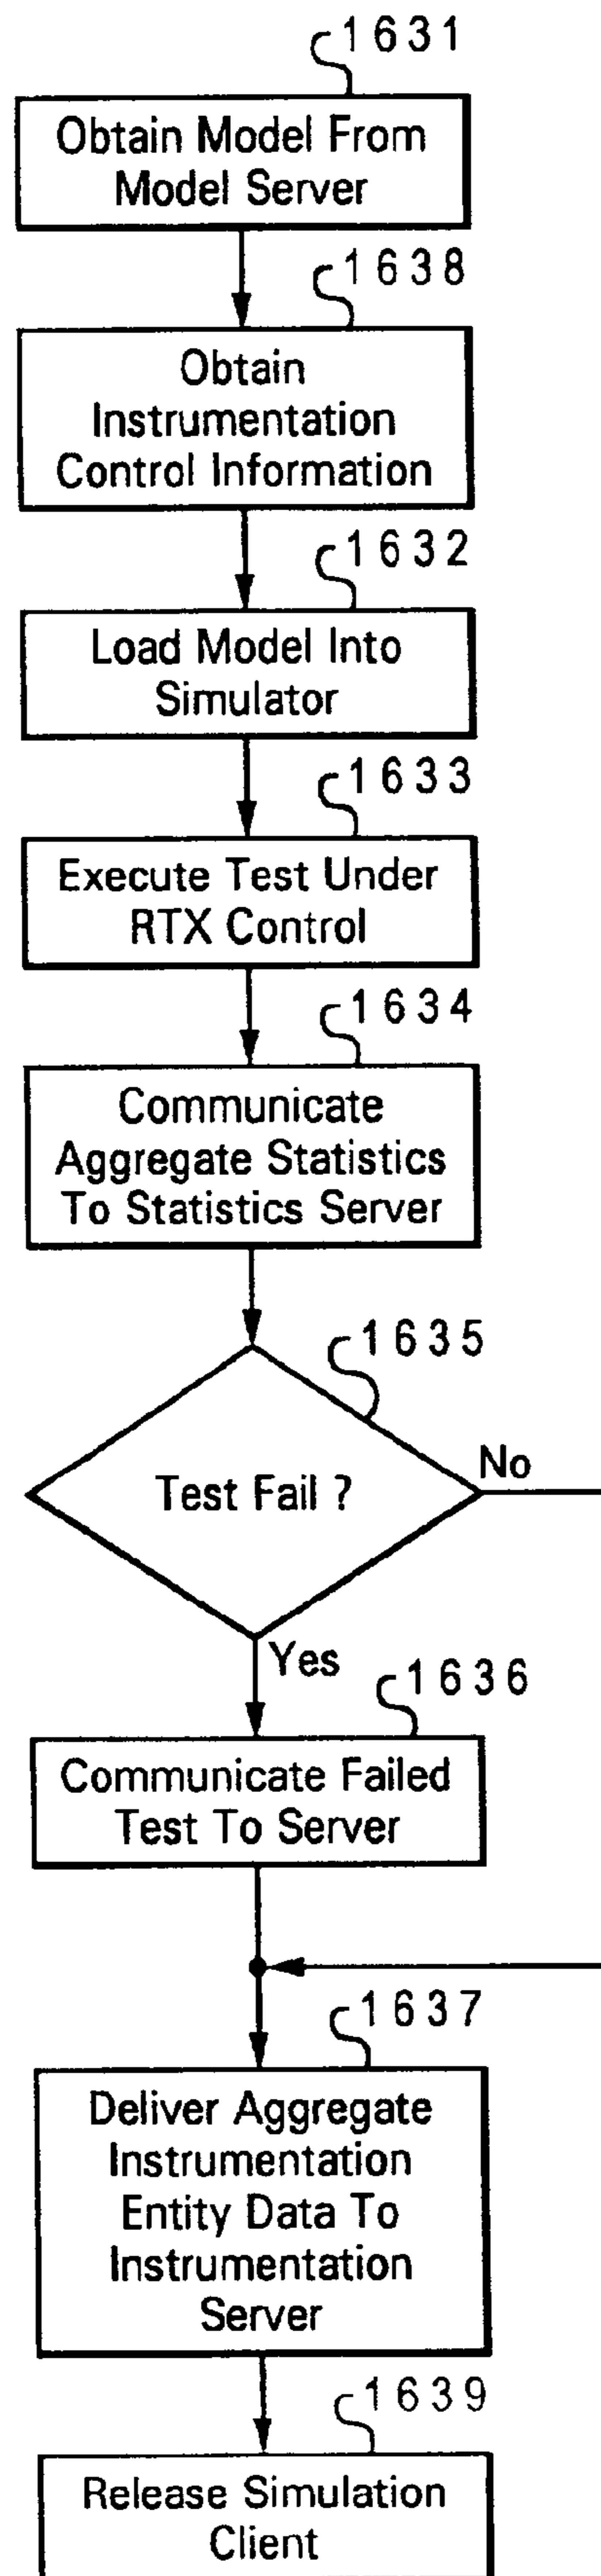 1631
Obtain Model From
Model Server
1638
Obtain
Instrumentation
Control Information
1632
Load Model Into
Simulator
1633
Execute Test Under
RTX Control
1634
Communicate
Aggregate Statistics
To Statistics Server
1635
Test Fail ?
No
Yes
1636
Communicate Failed
Test To Server
1637
Deliver Aggregate
Instrumentation
Entity Data To
Instrumentation
Server
1639
Release Simulation
Client